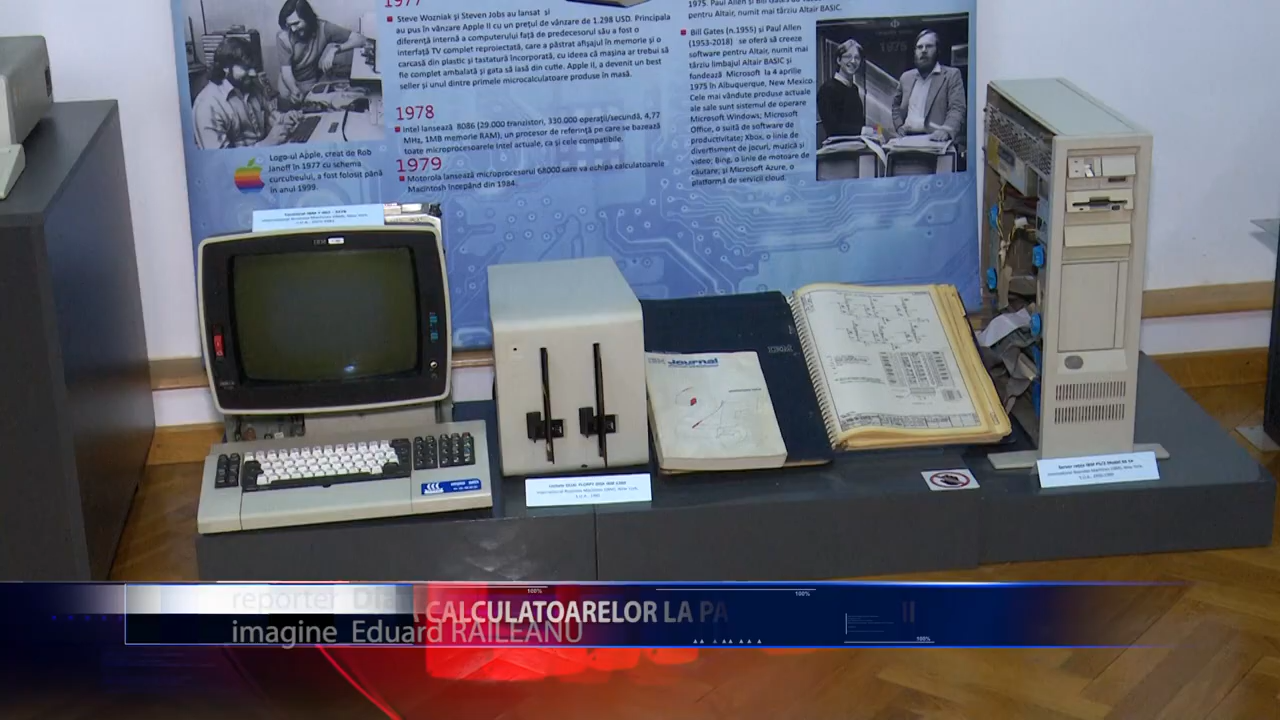 1977
Steve Wozniak și Steven Jobs au lansat și
au pus în vânzare Apple II cu un prețul de vânzare de 1.298 USD. Principala
diferență internă a computerului față de predecesorul său a fost o
interfață TV complet reproiectată, care a păstrat afișajul în memorie și o
carcasă din plastic și tastatură încorporată, cu ideea că mașina ar trebui să
fie complet ambalată și gata să iasă din cutie. Apple II, a devenit un best
seller și unul dintre primele microcalculatoare produse în masă.
1978
Intel lansează 8086 (29.000 tranzistori, 330.000 operații/secundă, 4,77
MHz, 1MB memorie RAM), un procesor de referință pe care se bazează
toate microprocesoarele Intel actuale, ca și cele compatibile.
1979
Motorola lansează microprocesorul 68000 care va echipa calculatoarele
Macintosh începând din 1984.
Logo-ul Apple, creat de Rob
Janoff în 1977 cu schema
curcubeului, a fost folosit până
în anul 1999.
pentru Altair, numit mai târziu Altair BASIC.
Bill Gates (n.1955) și Paul Allen
(1953-2018) se oferă să creeze
software pentru Altair, numit mai
târziu limbajul Altair BASIC și
fondează Microsoft la 4 aprilie
1975 în Albuquerque, New Mexico.
Cele mai vândute produse actuale
ale sale sunt sistemul de operare
Microsoft Windows; Microsoft
Office, o suită de software de
productivitate; Xbox, o linie de
divertisment de jocuri, muzică și
video; Bing, o linie de motoare de
căutare; și Microsoft Azure, o
platformă de servicii cloud.
1975
IBM
IBM Journal
IBM
reporter
CALCULATOARELOR LA PA
imagine Eduard RĂILEANU
100%
100%
100%